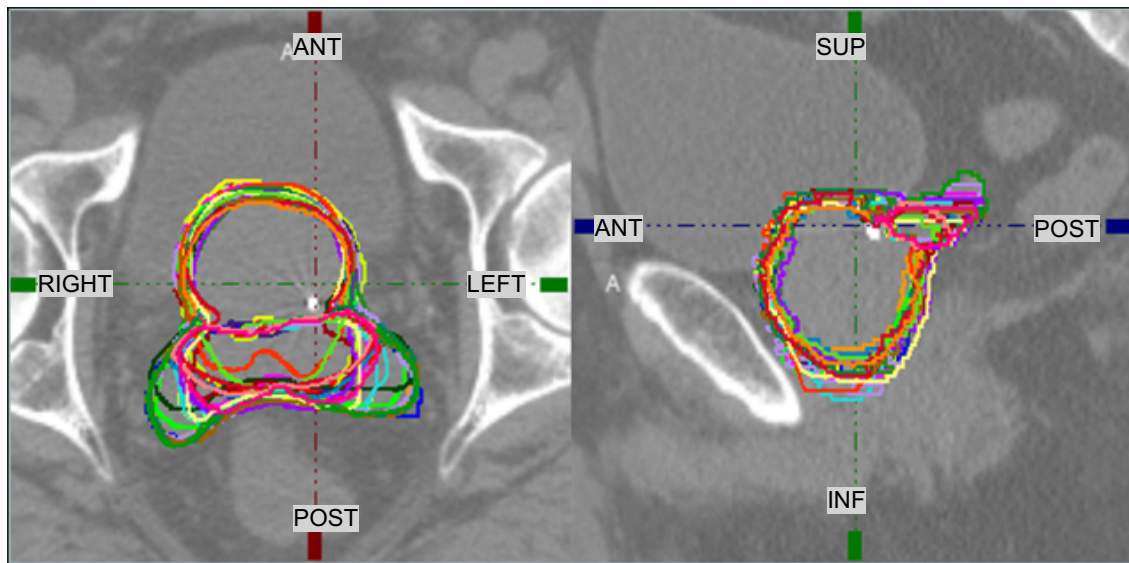 A ANT
RIGHT
LEFT
POST
SUP
ANT
POST
A
INF